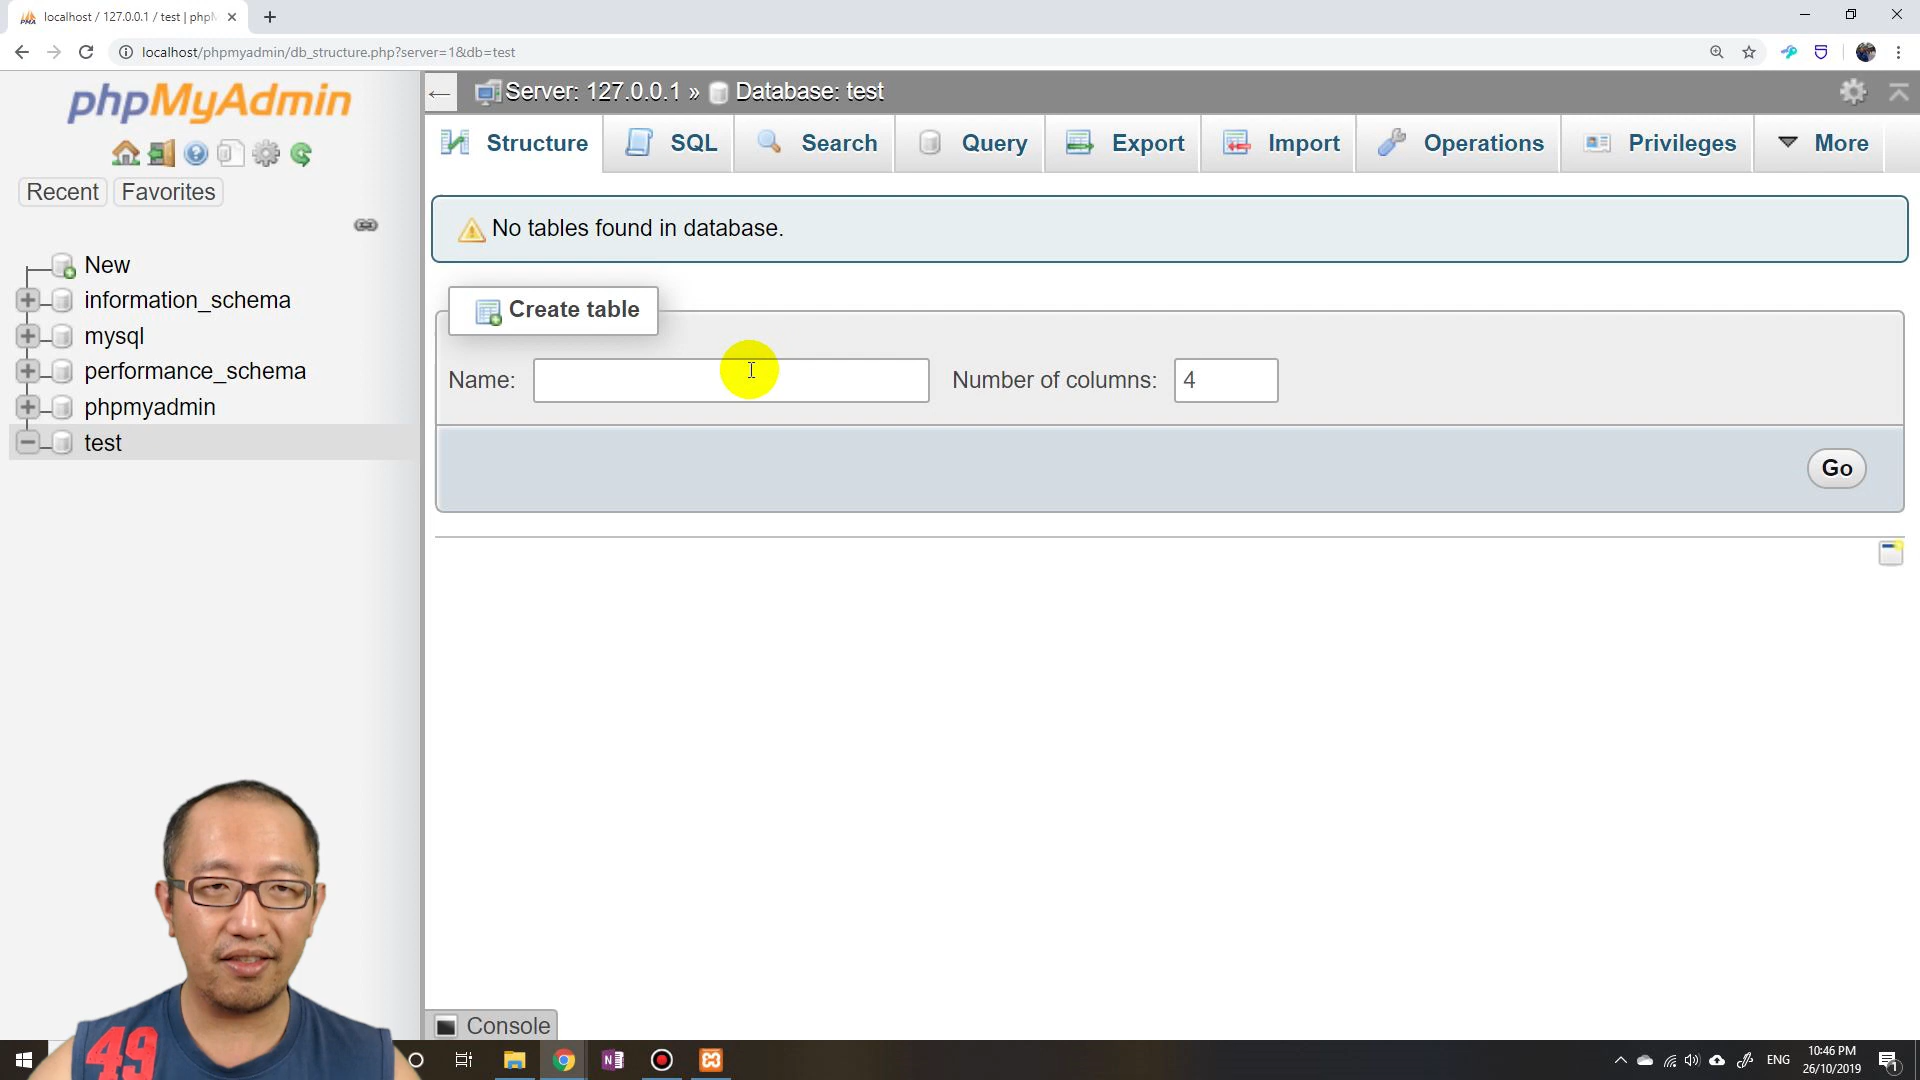 localhost / 127.0.0.1 / test | phpM
localhost/phpmyadmin/db_structure.php?server=1&db=test
phpMyAdmin
Recent
Favorites
New
information_schema
mysql
performance_schema
phpmyadmin
test
Server: 127.0.0.1 » Database: test
Structure
SQL
Search
Query
Export
Import
Operations
Privileges
More
No tables found in database.
Create table
Name:
Number of columns: 4
Go
Console
49
ENG
10:46 PM
26/10/2019
1